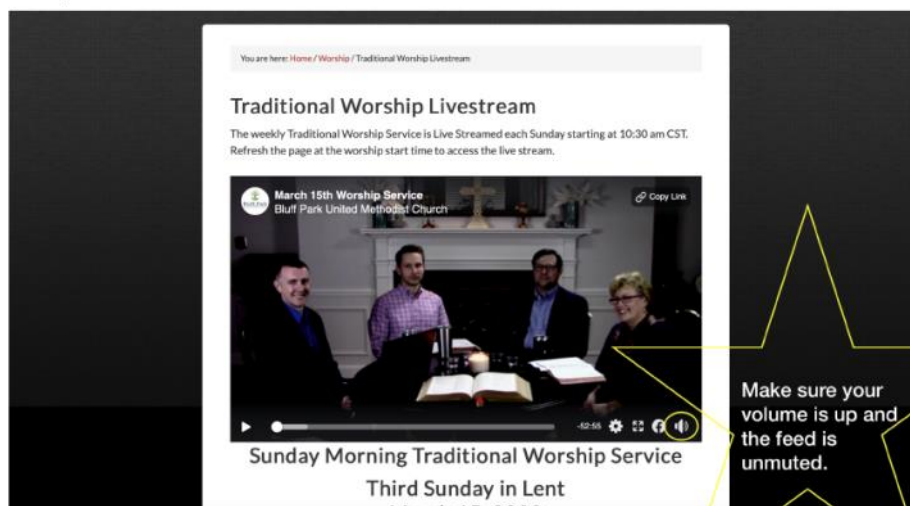 You are here: Home / Worship / Traditional Worship Livestream
Traditional Worship Livestream
The weekly Traditional Worship Service is Live Streamed each Sunday starting at 10:30 am CST.
Refresh the page at the worship start time to access the live stream.
March 15th Worship Service
Bluff Park United Methodist Church
Copy Link
-52:55
Make sure your
volume is up and
the feed is
unmuted.
Sunday Morning Traditional Worship Service
Third Sunday in Lent